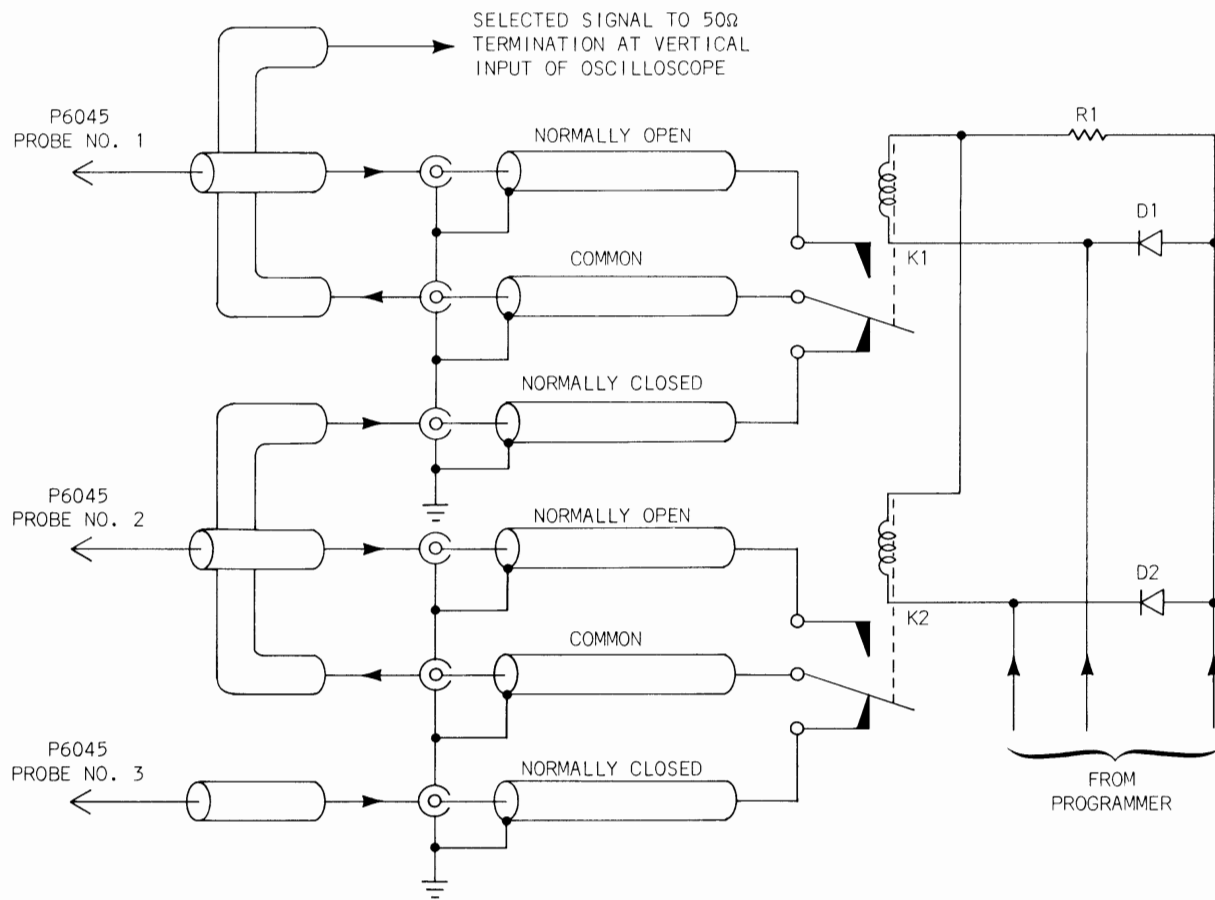 SELECTED SIGNAL TO 50Ω
TERMINATION AT VERTICAL
INPUT OF OSCILLOSCOPE
P6045
PROBE NO. 1
NORMALLY OPEN
R1
D1
COMMON
K1
NORMALLY CLOSED
P6045
PROBE NO. 2
NORMALLY OPEN
D2
COMMON
K2
P6045
PROBE NO. 3
NORMALLY CLOSED
FROM
PROGRAMMER